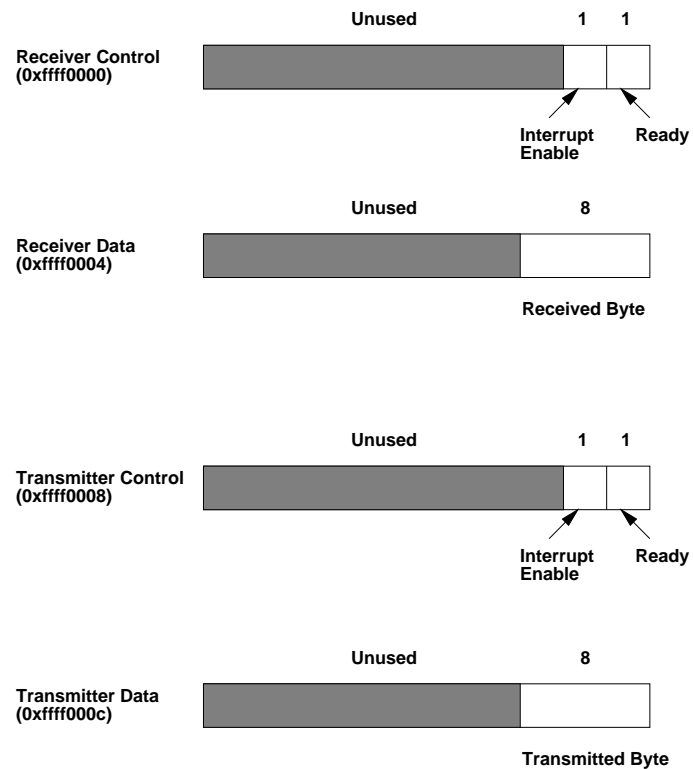 Unused 1 1
Receiver Control
(0xffff0000)
Interrupt
Enable
Ready
Unused 8
Receiver Data
(0xffff0004)
Received Byte
Unused 1 1
Transmitter Control
(0xffff0008)
Interrupt
Enable
Ready
Unused 8
Transmitter Data
(0xffff000c)
Transmitted Byte